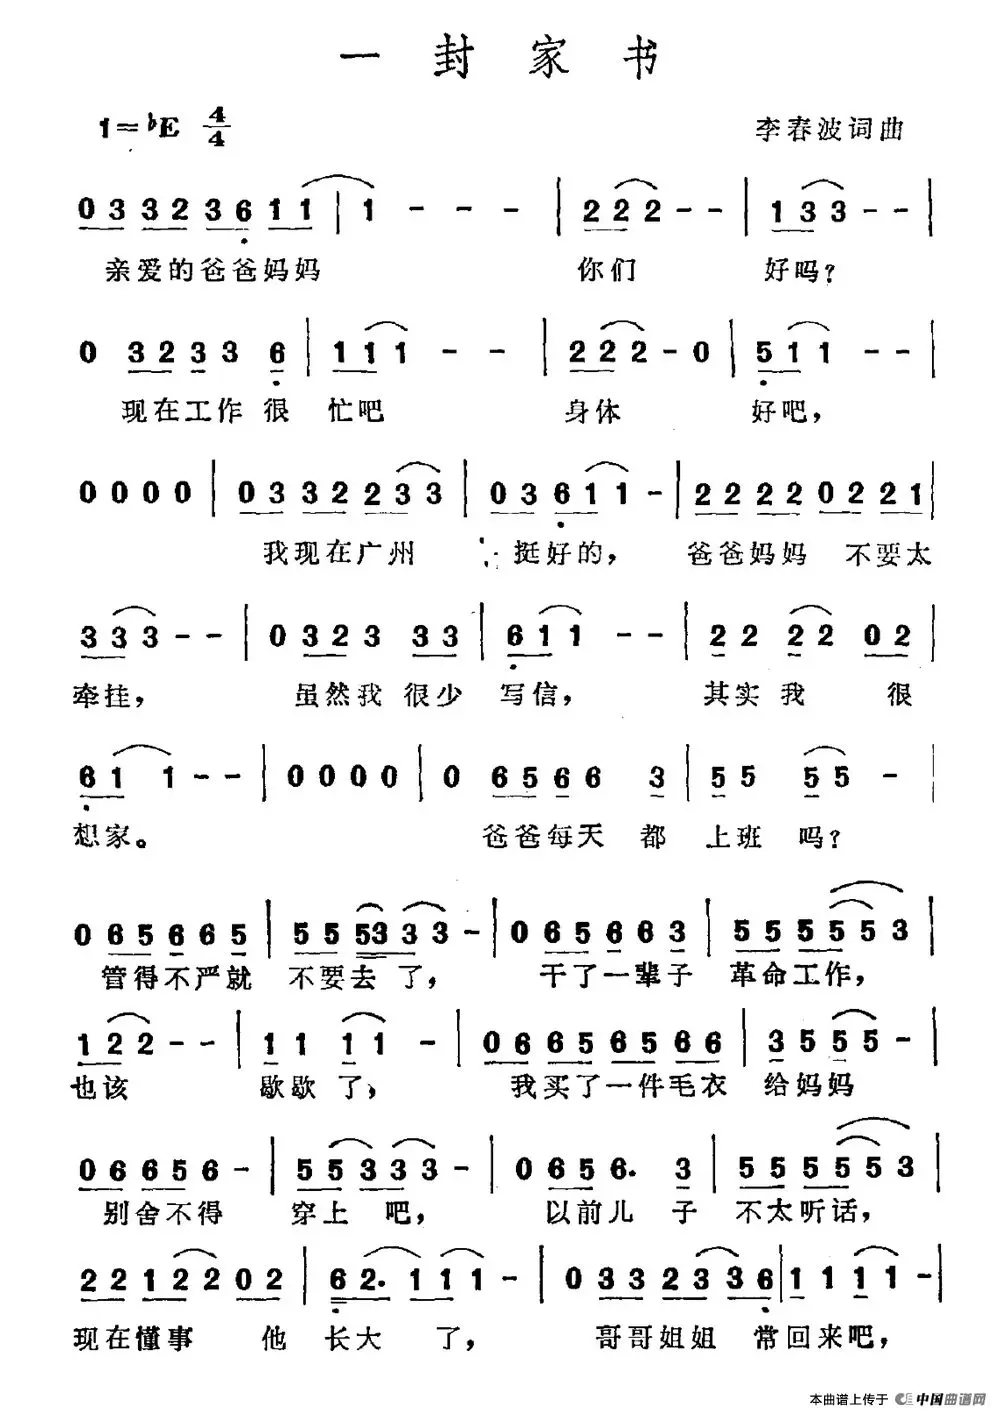 一封家书
1=♭E 4/4 李春波词曲
0 3 3 2 3 6 1 1 | 1 - - - | 2 2 2 - - | 1 3 3 - - |
亲爱的爸爸妈妈 你们 好吗？
0 3 2 3 3 6 | 1 1 1 - - | 2 2 2 - 0 | 5 1 1 - - |
现在工作很 忙吧 身体 好吧，
0 0 0 0 | 0 3 3 2 2 3 3 | 0 3 6 1 1 - | 2 2 2 2 0 2 2 1 |
我现在广州 挺好的， 爸爸妈妈 不要太
3 3 3 - - | 0 3 2 3 3 3 | 6 1 1 - - | 2 2 2 2 0 2 |
牵挂， 虽然我 很少 写信， 其实我 很
6 1 1 - - | 0 0 0 0 | 0 6 5 6 6 3 | 5 5 5 5 - |
想家。 爸爸每天 都 上班 吗？
0 6 5 6 6 5 | 5 5 5 3 3 3 - | 0 6 5 6 6 3 | 5 5 5 5 5 3 |
管得不严就 不要去了， 干了一辈子 革命工作，
1 2 2 - - | 1 1 1 1 - | 0 6 6 5 6 5 6 6 | 3 5 5 5 - |
也该 歇歇了， 我买了一件毛衣 给妈妈
0 6 6 5 6 - | 5 5 3 3 3 - | 0 6 5 6. 3 | 5 5 5 5 5 3 |
别舍不得 穿上 吧， 以前儿 子 不太听话，
2 2 1 2 2 0 2 | 6 2. 1 1 1 - | 0 3 3 2 3 3 6 | 1 1 1 1 - |
现在懂事 他 长大 了， 哥哥姐姐 常回来吧，
本曲谱上传于 中国曲谱网